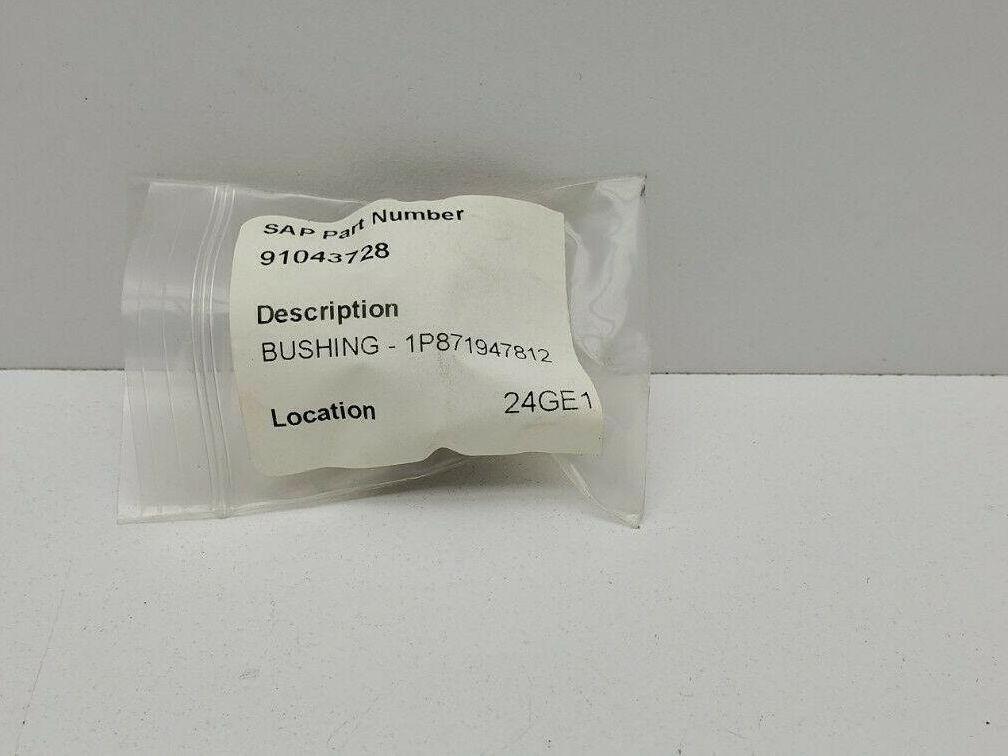 SAP Part Number
91043728
Description
BUSHING - 1P871947812
Location 24GE1